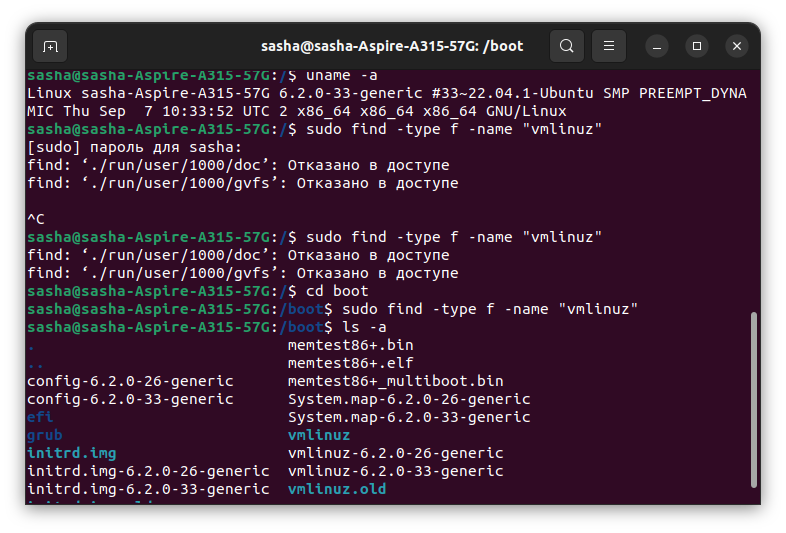 sasha@sasha-Aspire-A315-57G: /boot
sasha@sasha-Aspire-A315-57G:/$ uname -a
Linux sasha-Aspire-A315-57G 6.2.0-33-generic #33~22.04.1-Ubuntu SMP PREEMPT_DYNA
MIC Thu Sep  7 10:33:52 UTC 2 x86_64 x86_64 x86_64 GNU/Linux
sasha@sasha-Aspire-A315-57G:/$ sudo find -type f -name "vmlinuz"
[sudo] пароль для sasha:
find: ‘./run/user/1000/doc’: Отказано в доступе
find: ‘./run/user/1000/gvfs’: Отказано в доступе
^C
sasha@sasha-Aspire-A315-57G:/$ sudo find -type f -name "vmlinuz"
find: ‘./run/user/1000/doc’: Отказано в доступе
find: ‘./run/user/1000/gvfs’: Отказано в доступе
sasha@sasha-Aspire-A315-57G:/$ cd boot
sasha@sasha-Aspire-A315-57G:/boot$ sudo find -type f -name "vmlinuz"
sasha@sasha-Aspire-A315-57G:/boot$ ls -a
.                            memtest86+.bin
..                           memtest86+.elf
config-6.2.0-26-generic      memtest86+_multiboot.bin
config-6.2.0-33-generic      System.map-6.2.0-26-generic
efi                          System.map-6.2.0-33-generic
grub                         vmlinuz
initrd.img                   vmlinuz-6.2.0-26-generic
initrd.img-6.2.0-26-generic  vmlinuz-6.2.0-33-generic
initrd.img-6.2.0-33-generic  vmlinuz.old